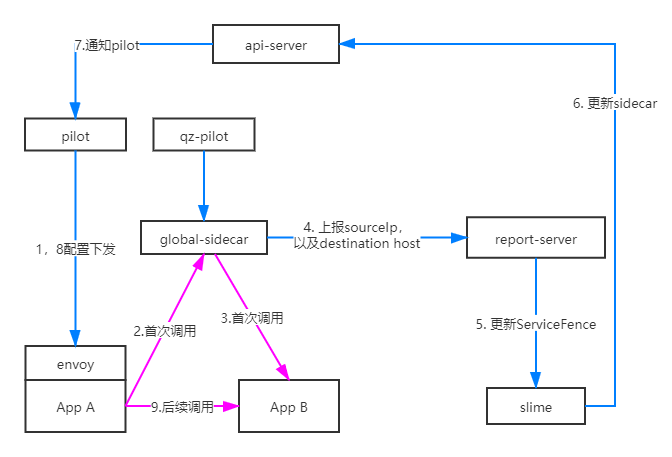 api-server
7.通知pilot
6. 更新sidecar
pilot
qz-pilot
global-sidecar
4. 上报sourceIp，
以及destination host
report-server
1，8配置下发
2.首次调用
3.首次调用
5. 更新ServiceFence
envoy
App A
9.后续调用
App B
slime